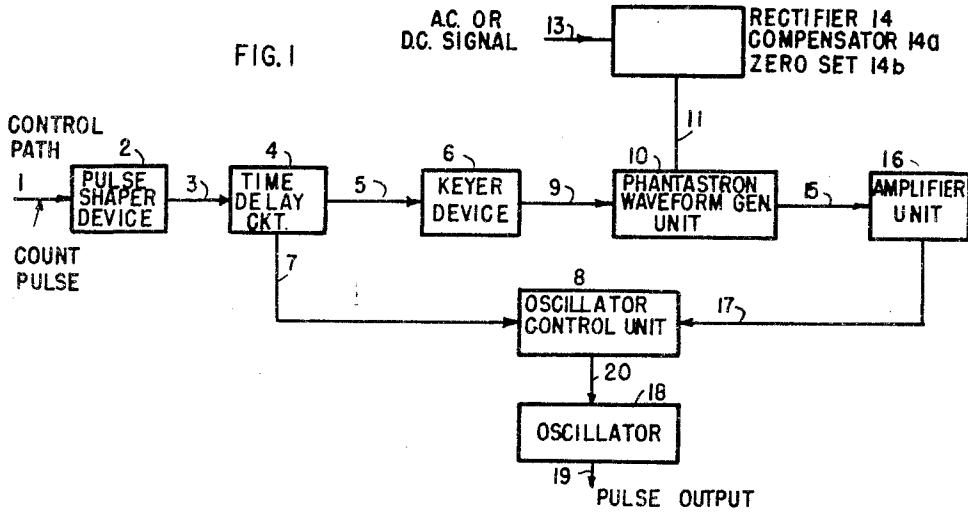 FIG. 1
A.C. OR
D.C. SIGNAL
13
RECTIFIER 14
COMPENSATOR 14a
ZERO SET 14b
11
CONTROL
PATH
1
COUNT
PULSE
2
PULSE
SHAPER
DEVICE
3
4
TIME
DELAY
CKT.
5
6
KEYER
DEVICE
9
10
PHANTASTRON
WAVEFORM GEN.
UNIT
15
16
AMPLIFIER
UNIT
7
8
OSCILLATOR
CONTROL UNIT
17
20
18
OSCILLATOR
19
PULSE OUTPUT